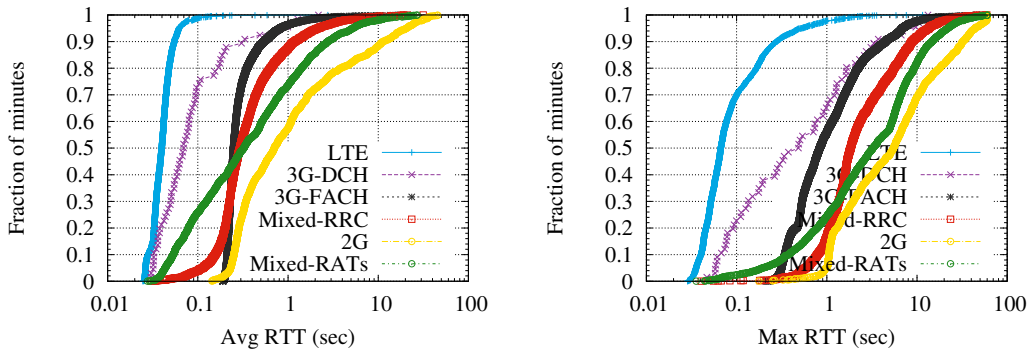 1
0.9
0.8
0.7
0.6
0.5
0.4
0.3
0.2
0.1
0
Fraction of minutes
LTE
3G-DCH
3G-FACH
Mixed-RRC
2G
Mixed-RATs
0.01 0.1 1 10 100
Avg RTT (sec)
1
0.9
0.8
0.7
0.6
0.5
0.4
0.3
0.2
0.1
0
Fraction of minutes
LTE
3G-DCH
3G-FACH
Mixed-RRC
2G
Mixed-RATs
0.01 0.1 1 10 100
Max RTT (sec)